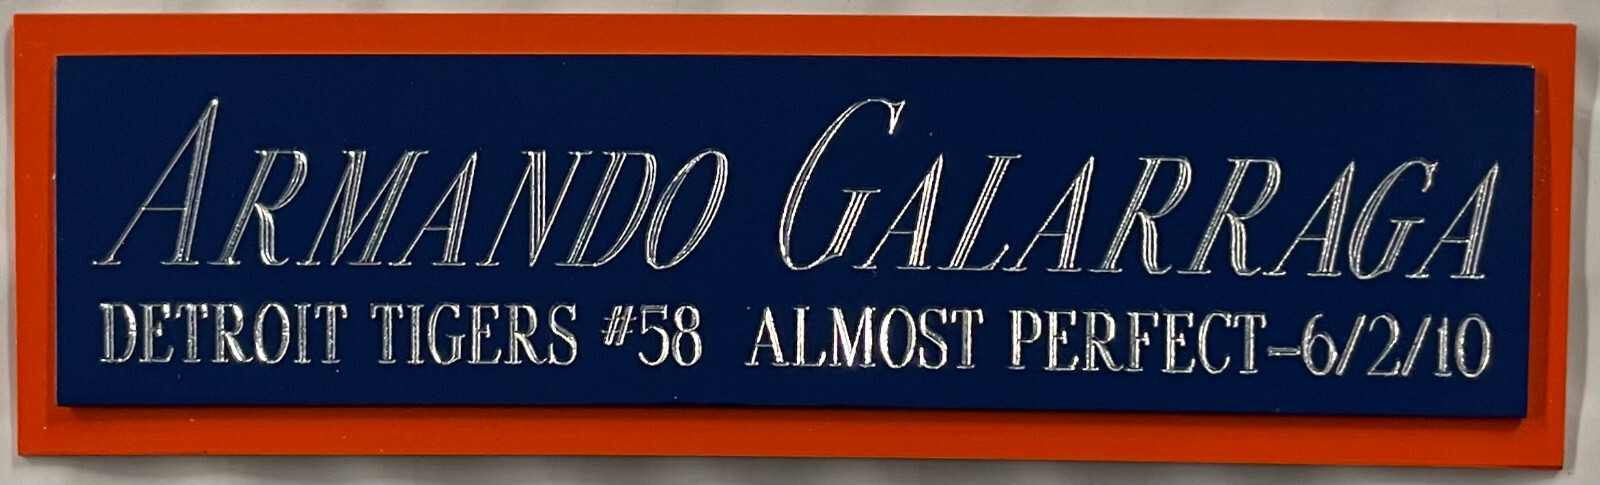 ARMANDO GALARRAGA
DETROIT TIGERS #58 ALMOST PERFECT-6/2/10